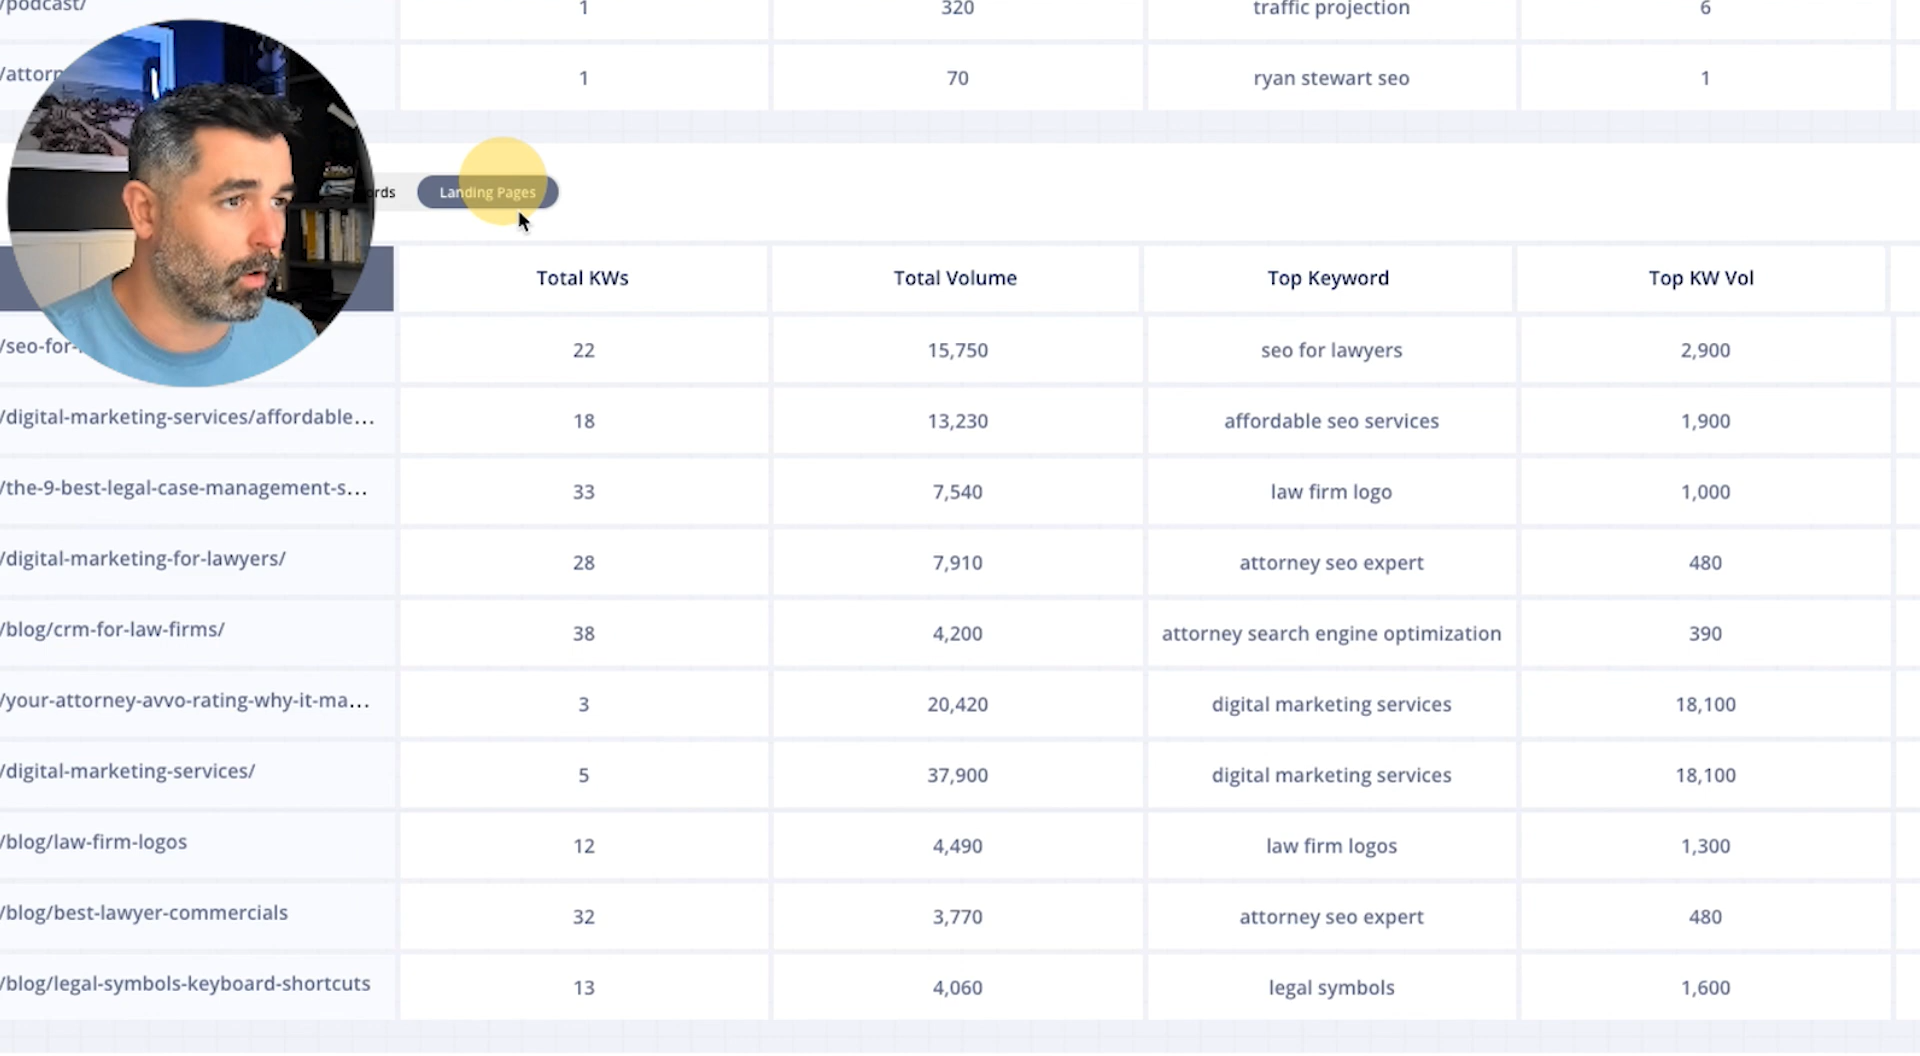 /podcast/ 1 320 traffic projection 6
/attorn 1 70 ryan stewart seo 1
ords Landing Pages
Total KWs Total Volume Top Keyword Top KW Vol
/seo-for- 22 15,750 seo for lawyers 2,900
/digital-marketing-services/affordable... 18 13,230 affordable seo services 1,900
/the-9-best-legal-case-management-s... 33 7,540 law firm logo 1,000
/digital-marketing-for-lawyers/ 28 7,910 attorney seo expert 480
/blog/crm-for-law-firms/ 38 4,200 attorney search engine optimization 390
/your-attorney-avvo-rating-why-it-ma... 3 20,420 digital marketing services 18,100
/digital-marketing-services/ 5 37,900 digital marketing services 18,100
/blog/law-firm-logos 12 4,490 law firm logos 1,300
/blog/best-lawyer-commercials 32 3,770 attorney seo expert 480
/blog/legal-symbols-keyboard-shortcuts 13 4,060 legal symbols 1,600